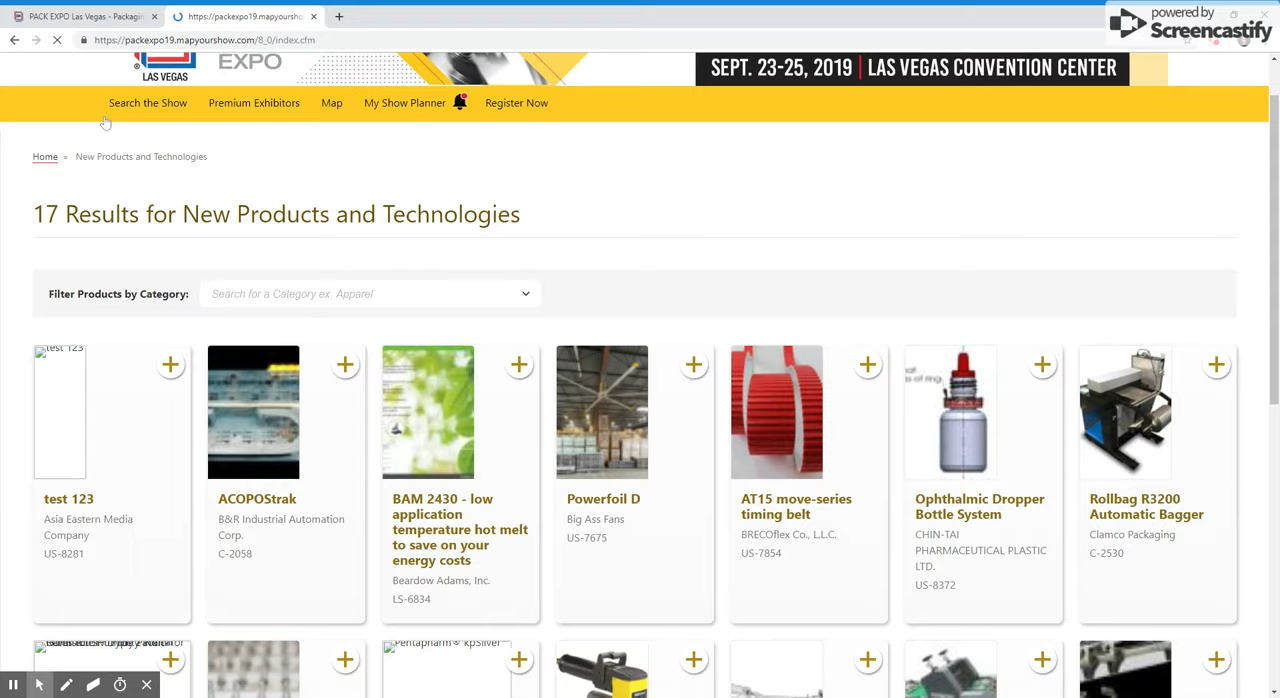 PACK EXPO Las Vegas - Packagin
https://packexpo19.mapyoursho
powered by
Screencastify
https://packexpo19.mapyourshow.com/8_0/index.cfm
LAS VEGAS
EXPO
SEPT. 23-25, 2019 | LAS VEGAS CONVENTION CENTER
Search the Show
Premium Exhibitors
Map
My Show Planner
Register Now
Home » New Products and Technologies
17 Results for New Products and Technologies
Filter Products by Category:
Search for a Category ex. Apparel
test 123
test 123
Asia Eastern Media
Company
US-8281
ACOPOStrak
B&R Industrial Automation
Corp.
C-2058
BAM 2430 - low
application
temperature hot melt
to save on your
energy costs
Beardow Adams, Inc.
LS-6834
Powerfoil D
Big Ass Fans
US-7675
AT15 move-series
timing belt
BRECOflex Co., L.L.C.
US-7854
Ophthalmic Dropper
Bottle System
CHIN-TAI
PHARMACEUTICAL PLASTIC
LTD.
US-8372
Rollbag R3200
Automatic Bagger
Clamco Packaging
C-2530
Pentapharm® kpSilver